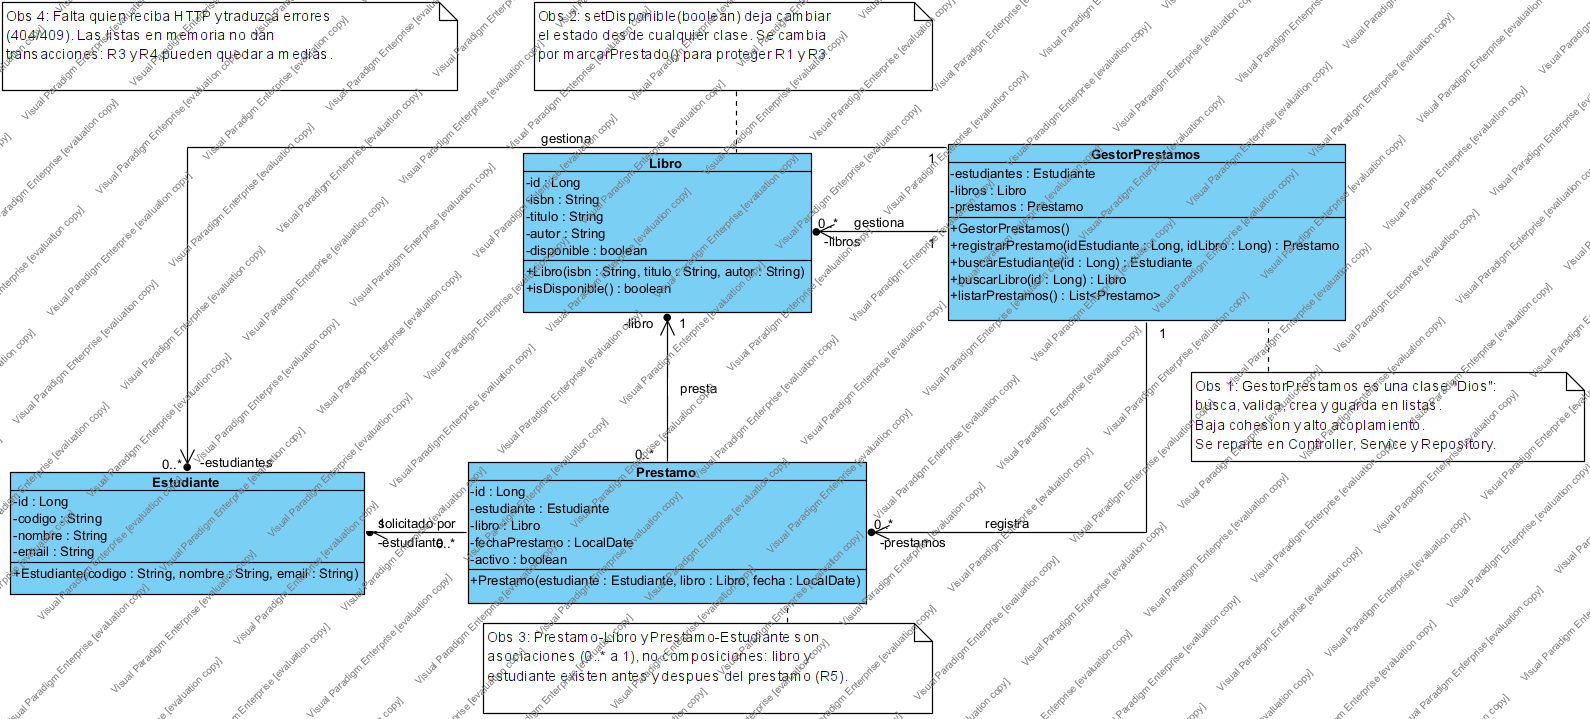 Obs 4: Falta quien reciba HTTP y traduzca errores
(404/409). Las listas en memoria no dan
transacciones: R3 y R4 pueden quedar a medias.
Obs 2: setDisponible(boolean) deja cambiar
el estado desde cualquier clase. Se cambia
por marcarPrestado() para proteger R1 y R3.
gestiona
1
Libro
-id : Long
-isbn : String
-titulo : String
-autor : String
-disponible : boolean
+Libro(isbn : String, titulo : String, autor : String)
+isDisponible() : boolean
GestorPrestamos
-estudiantes : Estudiante
-libros : Libro
-prestamos : Prestamo
+GestorPrestamos()
+registrarPrestamo(idEstudiante : Long, idLibro : Long) : Prestamo
+buscarEstudiante(id : Long) : Estudiante
+buscarLibro(id : Long) : Libro
+listarPrestamos() : List<Prestamo>
0..*
gestiona
-libros
1
-libro
1
1
presta
0..*
Obs 1: GestorPrestamos es una clase "Dios":
busca, valida, crea y guarda en listas.
Baja cohesion y alto acoplamiento.
Se reparte en Controller, Service y Repository.
0..*
-estudiantes
Estudiante
-id : Long
-codigo : String
-nombre : String
-email : String
+Estudiante(codigo : String, nombre : String, email : String)
1
solicitado por
-estudiante
0..*
Prestamo
-id : Long
-estudiante : Estudiante
-libro : Libro
-fechaPrestamo : LocalDate
-activo : boolean
+Prestamo(estudiante : Estudiante, libro : Libro, fecha : LocalDate)
0..*
registra
-prestamos
Obs 3: Prestamo-Libro y Prestamo-Estudiante son
asociaciones (0..* a 1), no composiciones: libro y
estudiante existen antes y despues del prestamo (R5).
Visual Paradigm Enterprise [evaluation copy]